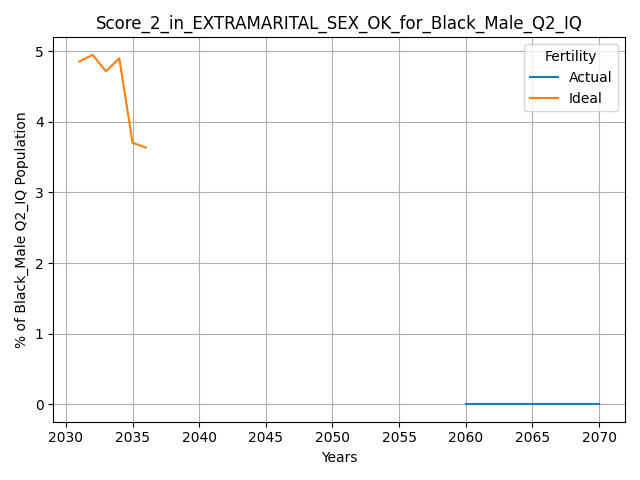 Score_2_in_EXTRAMARITAL_SEX_OK_for_Black_Male_Q2_IQ
Fertility
Actual
Ideal
% of Black_Male Q2_IQ Population
5
4
3
2
1
0
2030 2035 2040 2045 2050 2055 2060 2065 2070
Years